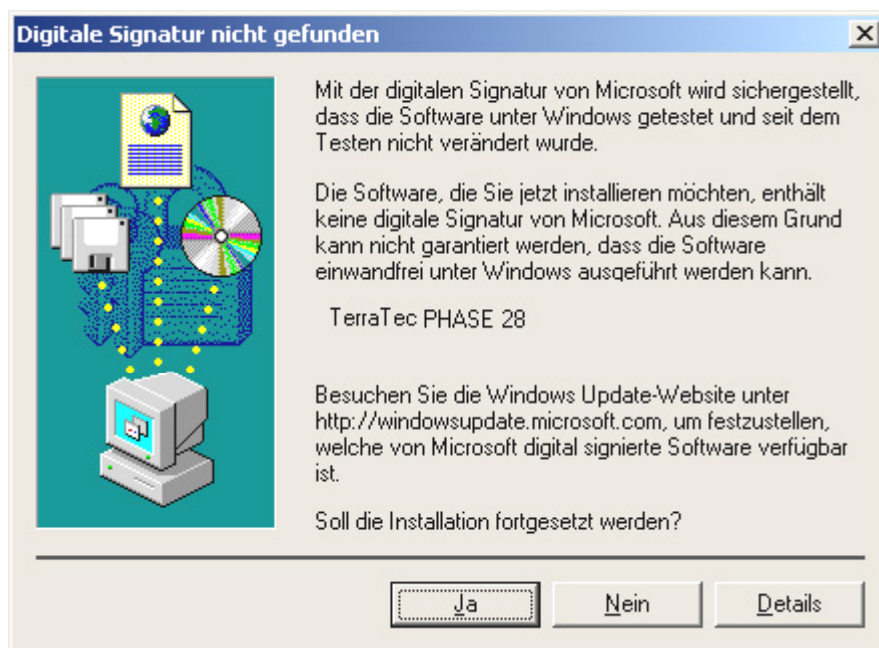 Digitale Signatur nicht gefunden
Mit der digitalen Signatur von Microsoft wird sichergestellt,
dass die Software unter Windows getestet und seit dem
Testen nicht verändert wurde.
Die Software, die Sie jetzt installieren möchten, enthält
keine digitale Signatur von Microsoft. Aus diesem Grund
kann nicht garantiert werden, dass die Software
einwandfrei unter Windows ausgeführt werden kann.
TerraTec PHASE 28
Besuchen Sie die Windows Update-Website unter
http://windowsupdate.microsoft.com, um festzustellen,
welche von Microsoft digital signierte Software verfügbar
ist.
Soll die Installation fortgesetzt werden?
Ja Nein Details